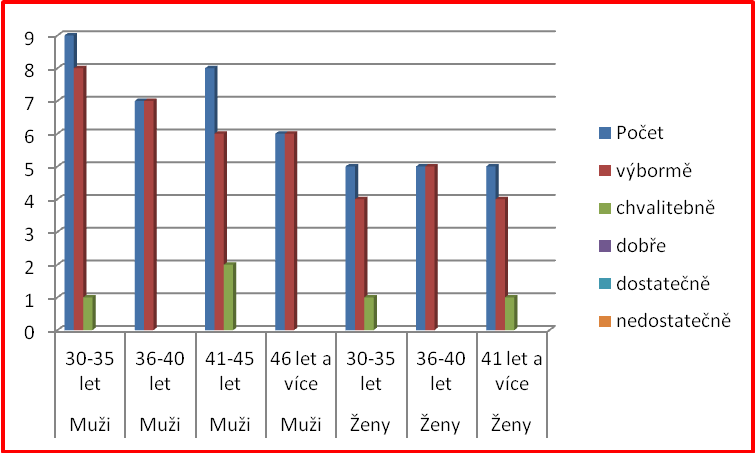 9
8
7
6
5
4
3
2
1
0
30-35 let
36-40 let
41-45 let
46 let a více
30-35 let
36-40 let
41 let a více
Muži
Muži
Muži
Muži
Ženy
Ženy
Ženy
Počet
výbormě
chvalitebně
dobře
dostatečně
nedostatečně